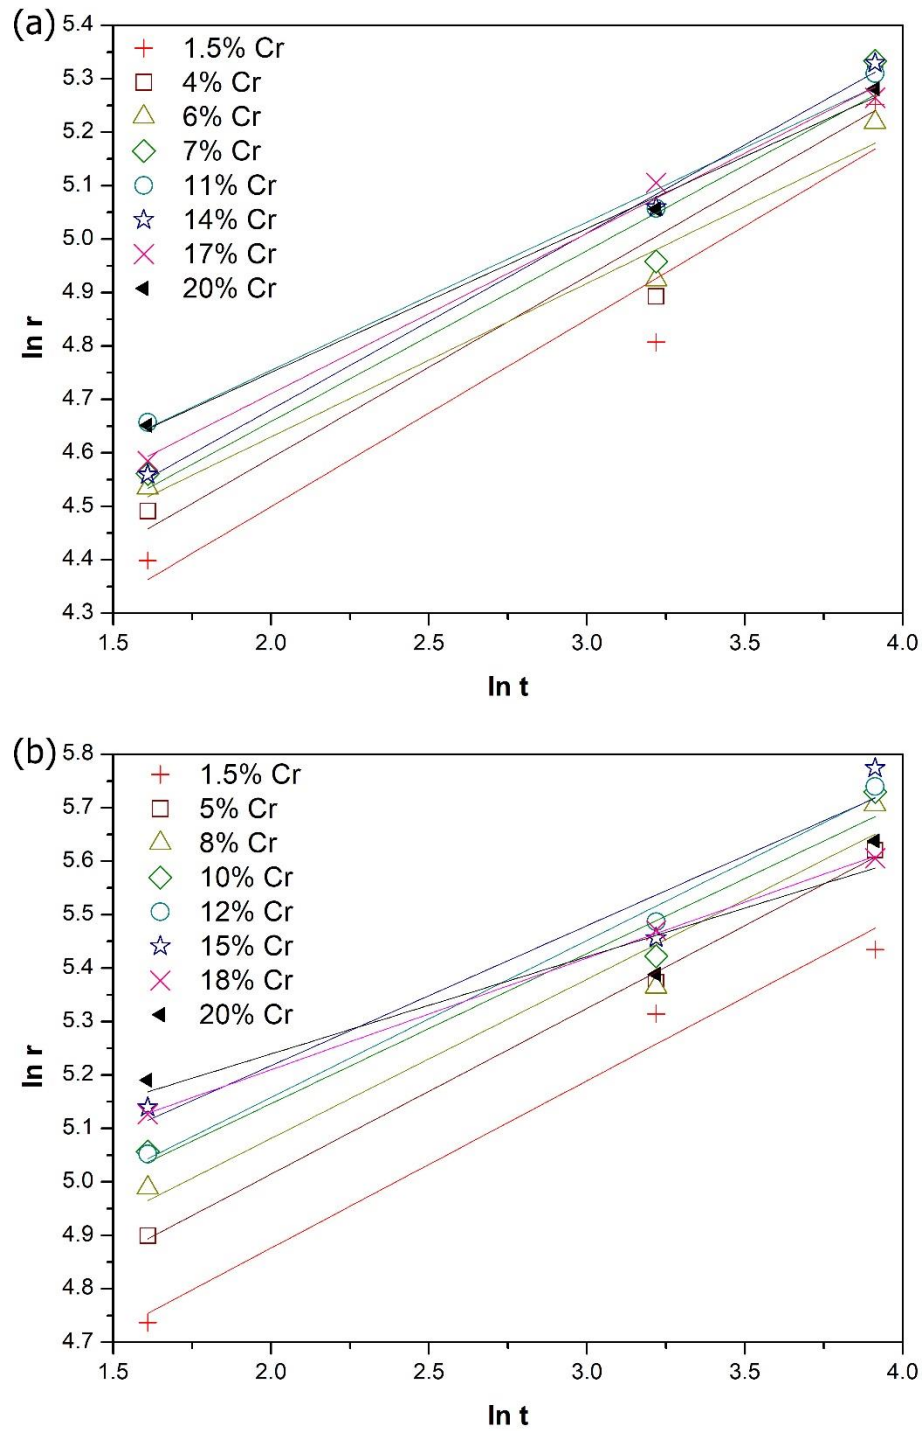 (a)
5.4
5.3
5.2
5.1
5.0
4.9
4.8
4.7
4.6
4.5
4.4
4.3
ln r
1.5% Cr
4% Cr
6% Cr
7% Cr
11% Cr
14% Cr
17% Cr
20% Cr
1.5 2.0 2.5 3.0 3.5 4.0
ln t
(b)
5.8
5.7
5.6
5.5
5.4
5.3
5.2
5.1
5.0
4.9
4.8
4.7
ln r
1.5% Cr
5% Cr
8% Cr
10% Cr
12% Cr
15% Cr
18% Cr
20% Cr
1.5 2.0 2.5 3.0 3.5 4.0
ln t